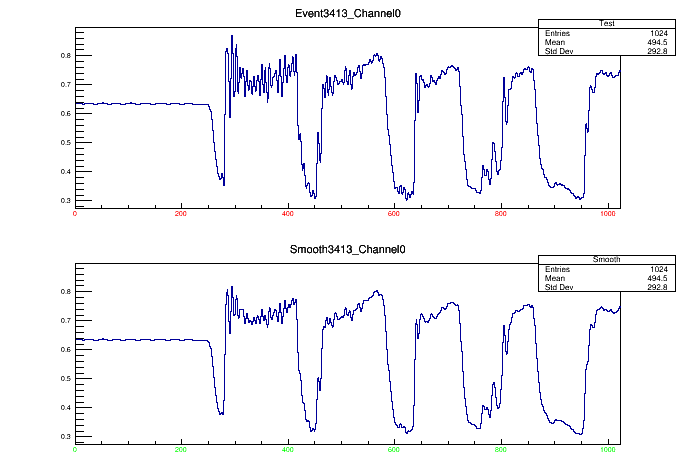 Event3413_Channel0
Test
Entries 1024
Mean 494.5
Std Dev 292.8
0.8
0.7
0.6
0.5
0.4
0.3
0 200 400 600 800 1000
Smooth3413_Channel0
Smooth
Entries 1024
Mean 494.5
Std Dev 292.8
0.8
0.7
0.6
0.5
0.4
0.3
0 200 400 600 800 1000